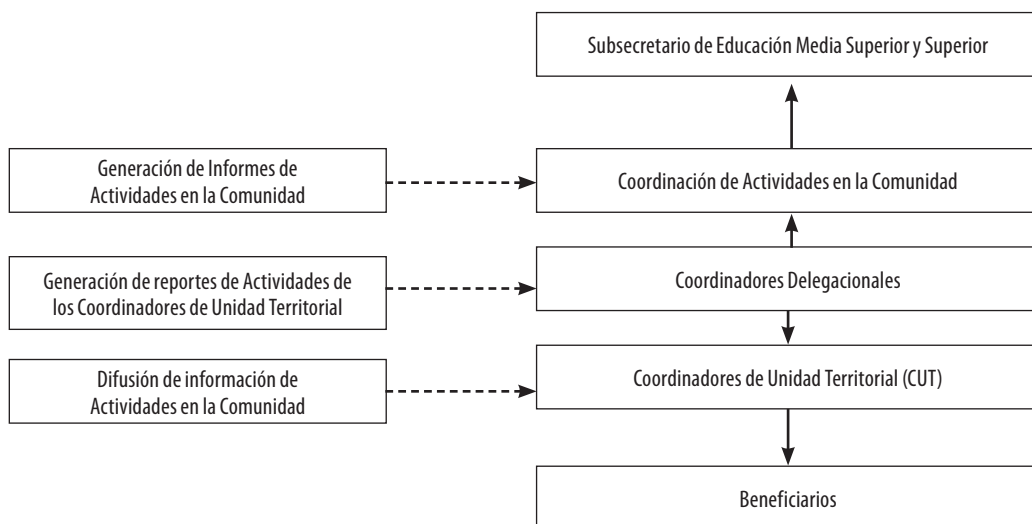 Subsecretario de Educación Media Superior y Superior
Generación de Informes de
Actividades en la Comunidad
Coordinación de Actividades en la Comunidad
Generación de reportes de Actividades de
los Coordinadores de Unidad Territorial
Coordinadores Delegacionales
Difusión de información de
Actividades en la Comunidad
Coordinadores de Unidad Territorial (CUT)
Beneficiarios